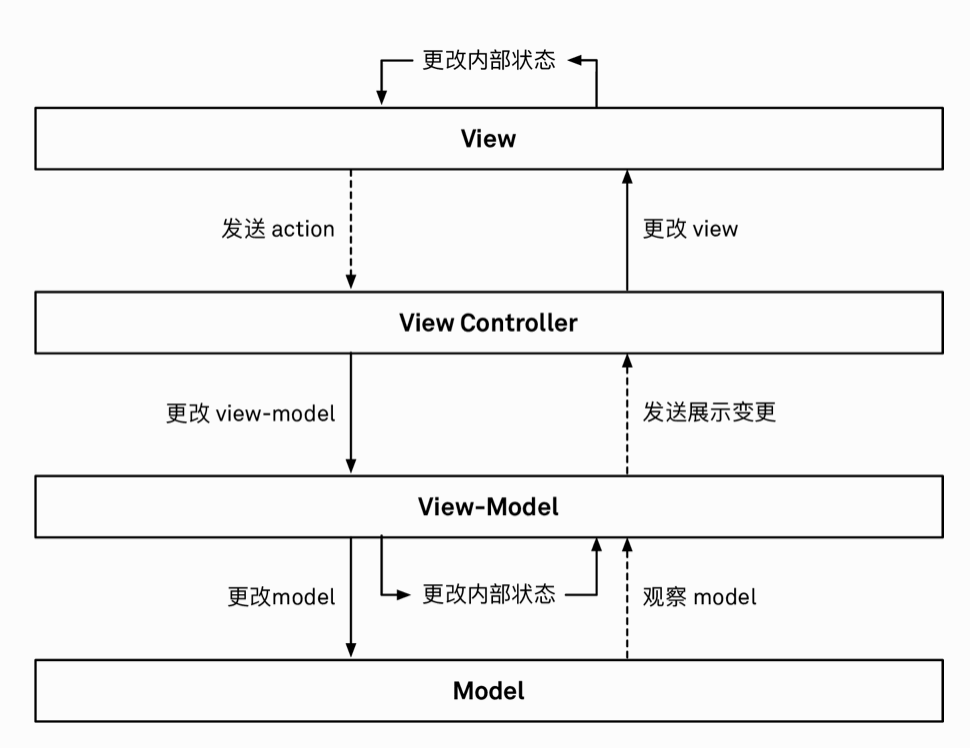 更改内部状态
View
发送 action
更改 view
View Controller
更改 view-model
发送展示变更
View-Model
更改model
更改内部状态
观察 model
Model